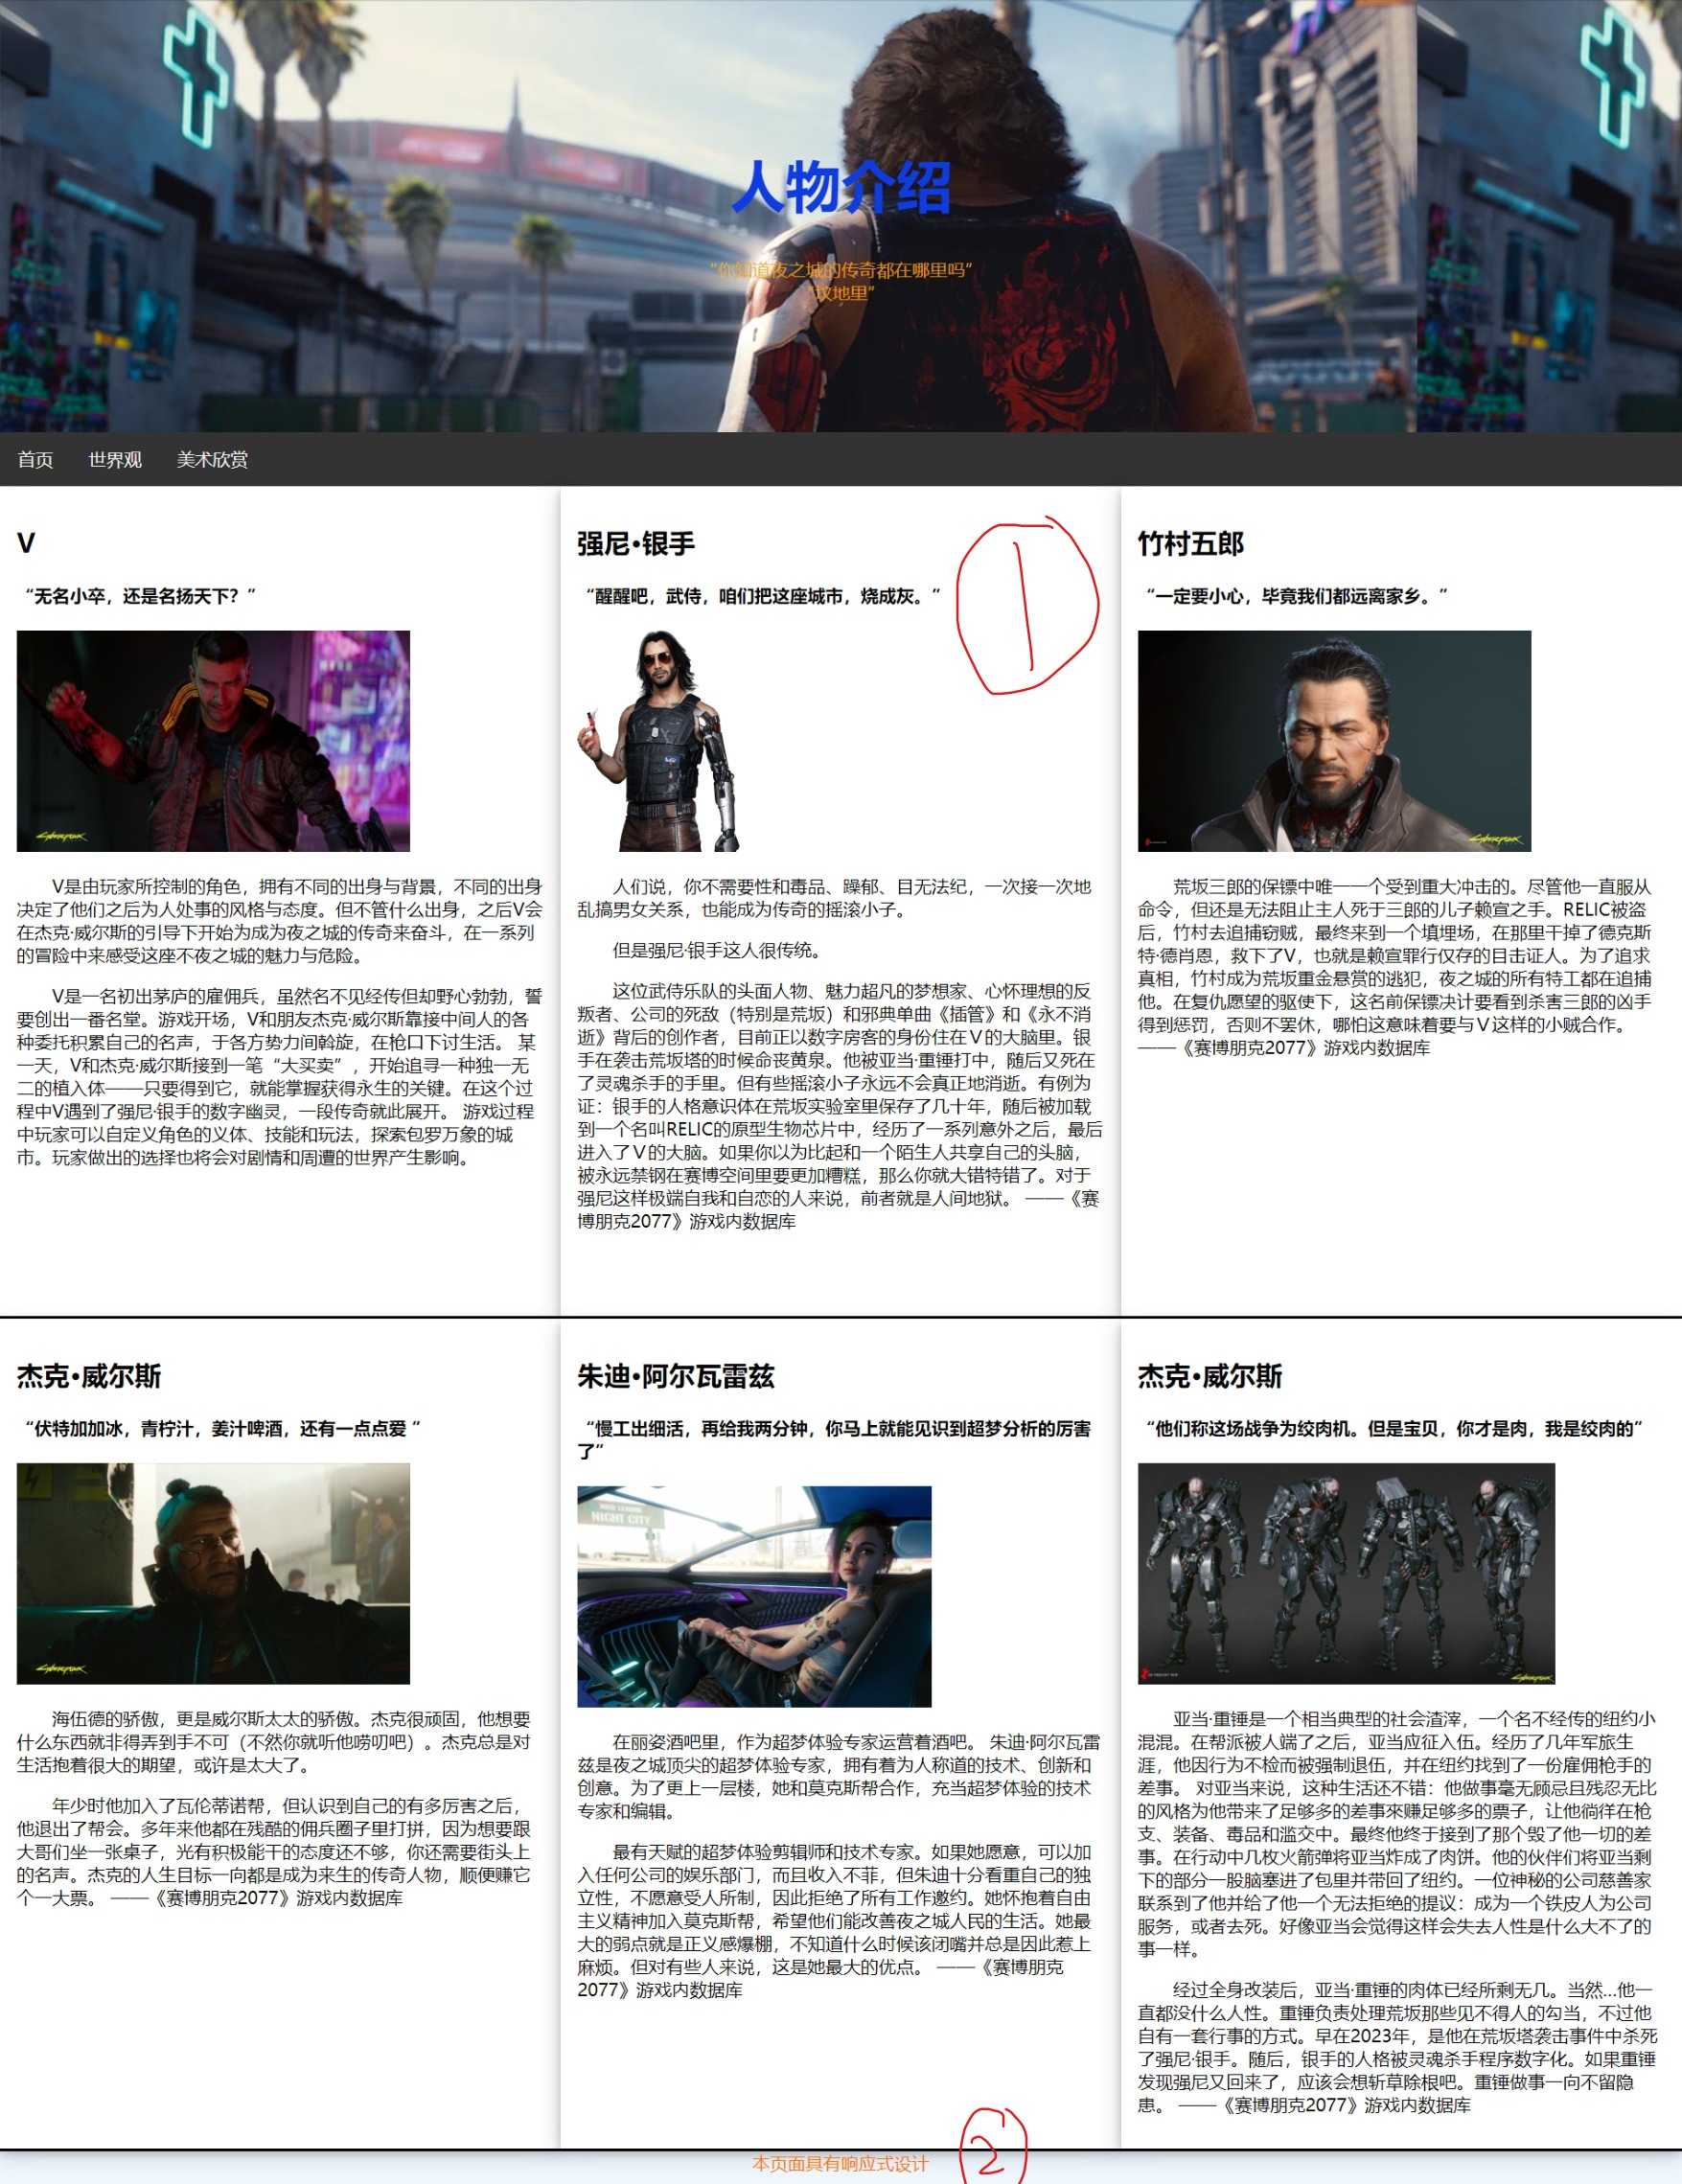 人物介绍
“你知道夜之城的传奇都在哪里吗”
“坟地里”
首页 世界观 美术欣赏
V
“无名小卒，还是名扬天下？”
V是由玩家所控制的角色，拥有不同的出身与背景，不同的出身
决定了他们之后为人处事的风格与态度。但不管什么出身，之后V会
在杰克·威尔斯的引导下开始为成为夜之城的传奇来奋斗，在一系列
的冒险中来感受这座不夜之城的魅力与危险。
V是一名初出茅庐的雇佣兵，虽然名不见经传但却野心勃勃，誓
要创出一番名堂。游戏开场，V和朋友杰克·威尔斯靠接中间人的各
种委托积累自己的名声，于各方势力间斡旋，在枪口下讨生活。 某
一天，V和杰克·威尔斯接到一笔“大买卖”，开始追寻一种独一无
二的植入体——只要得到它，就能掌握获得永生的关键。在这个过
程中V遇到了强尼·银手的数字幽灵，一段传奇就此展开。 游戏过程
中玩家可以自定义角色的义体、技能和玩法，探索包罗万象的城
市。玩家做出的选择也将会对剧情和周遭的世界产生影响。
强尼·银手
“醒醒吧，武侍，咱们把这座城市，烧成灰。”
1
人们说，你不需要性和毒品、躁郁、目无法纪，一次接一次地
乱搞男女关系，也能成为传奇的摇滚小子。
但是强尼·银手这人很传统。
这位武侍乐队的头面人物、魅力超凡的梦想家、心怀理想的反
叛者、公司的死敌（特别是荒坂）和邪典单曲《插管》和《永不消
逝》背后的创作者，目前正以数字房客的身份住在Ｖ的大脑里。银
手在袭击荒坂塔的时候命丧黄泉。他被亚当·重锤打中，随后又死在
了灵魂杀手的手里。但有些摇滚小子永远不会真正地消逝。有例为
证：银手的人格意识体在荒坂实验室里保存了几十年，随后被加载
到一个名叫RELIC的原型生物芯片中，经历了一系列意外之后，最后
进入了Ｖ的大脑。如果你以为比起和一个陌生人共享自己的头脑，
被永远禁锢在赛博空间里要更加糟糕，那么你就大错特错了。对于
强尼这样极端自我和自恋的人来说，前者就是人间地狱。 ——《赛
博朋克2077》游戏内数据库
竹村五郎
“一定要小心，毕竟我们都远离家乡。”
荒坂三郎的保镖中唯一一个受到重大冲击的。尽管他一直服从
命令，但还是无法阻止主人死于三郎的儿子赖宣之手。RELIC被盗
后，竹村去追捕窃贼，最终来到一个填埋场，在那里干掉了德克斯
特·德肖恩，救下了V，也就是赖宣罪行仅存的目击证人。为了追求
真相，竹村成为荒坂重金悬赏的逃犯，夜之城的所有特工都在追捕
他。在复仇愿望的驱使下，这名前保镖决计要看到杀害三郎的凶手
得到惩罚，否则不罢休，哪怕这意味着要与Ｖ这样的小贼合作。
——《赛博朋克2077》游戏内数据库
杰克·威尔斯
“伏特加加冰，青柠汁，姜汁啤酒，还有一点点爱 ”
海伍德的骄傲，更是威尔斯太太的骄傲。杰克很顽固，他想要
什么东西就非得弄到手不可（不然你就听他唠叨吧）。杰克总是对
生活抱着很大的期望，或许是太大了。
年少时他加入了瓦伦蒂诺帮，但认识到自己的有多厉害之后，
他退出了帮会。多年来他都在残酷的佣兵圈子里打拼，因为想要跟
大哥们坐一张桌子，光有积极能干的态度还不够，你还需要街头上
的名声。杰克的人生目标一向都是成为来生的传奇人物，顺便赚它
个一大票。 ——《赛博朋克2077》游戏内数据库
朱迪·阿尔瓦雷兹
“慢工出细活，再给我两分钟，你马上就能见识到超梦分析的厉害
了”
NIGHT CITY
在丽姿酒吧里，作为超梦体验专家运营着酒吧。 朱迪·阿尔瓦雷
兹是夜之城顶尖的超梦体验专家，拥有着为人称道的技术、创新和
创意。为了更上一层楼，她和莫克斯帮合作，充当超梦体验的技术
专家和编辑。
最有天赋的超梦体验剪辑师和技术专家。如果她愿意，可以加
入任何公司的娱乐部门，而且收入不菲，但朱迪十分看重自己的独
立性，不愿意受人所制，因此拒绝了所有工作邀约。她怀抱着自由
主义精神加入莫克斯帮，希望他们能改善夜之城人民的生活。她最
大的弱点就是正义感爆棚，不知道什么时候该闭嘴并总是因此惹上
麻烦。但对有些人来说，这是她最大的优点。 ——《赛博朋克
2077》游戏内数据库
杰克·威尔斯
“他们称这场战争为绞肉机。但是宝贝，你才是肉，我是绞肉的”
亚当·重锤是一个相当典型的社会渣滓，一个名不经传的纽约小
混混。在帮派被人端了之后，亚当应征入伍。经历了几年军旅生
涯，他因行为不检而被强制退伍，并在纽约找到了一份雇佣枪手的
差事。 对亚当来说，这种生活还不错：他做事毫无顾忌且残忍无比
的风格为他带来了足够多的差事來赚足够多的票子，让他徜徉在枪
支、装备、毒品和滥交中。最终他终于接到了那个毁了他一切的差
事。在行动中几枚火箭弹将亚当炸成了肉饼。他的伙伴们将亚当剩
下的部分一股脑塞进了包里并带回了纽约。一位神秘的公司慈善家
联系到了他并给了他一个无法拒绝的提议：成为一个铁皮人为公司
服务，或者去死。好像亚当会觉得这样会失去人性是什么大不了的
事一样。
经过全身改装后，亚当·重锤的肉体已经所剩无几。当然...他一
直都没什么人性。重锤负责处理荒坂那些见不得人的勾当，不过他
自有一套行事的方式。早在2023年，是他在荒坂塔袭击事件中杀死
了强尼·银手。随后，银手的人格被灵魂杀手程序数字化。如果重锤
发现强尼又回来了，应该会想斩草除根吧。重锤做事一向不留隐
患。 ——《赛博朋克2077》游戏内数据库
本页面具有响应式设计
2